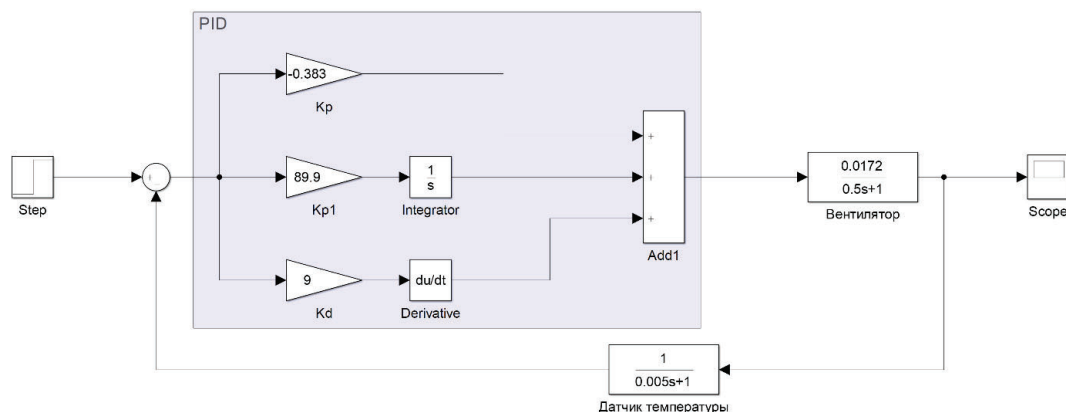 PID
-0.383
Kp
Step
89.9
Kp1
1
s
Integrator
9
Kd
du/dt
Derivative
+
+
+
Add1
0.0172
0.5s+1
Вентилятор
Scope
1
0.005s+1
Датчик температуры